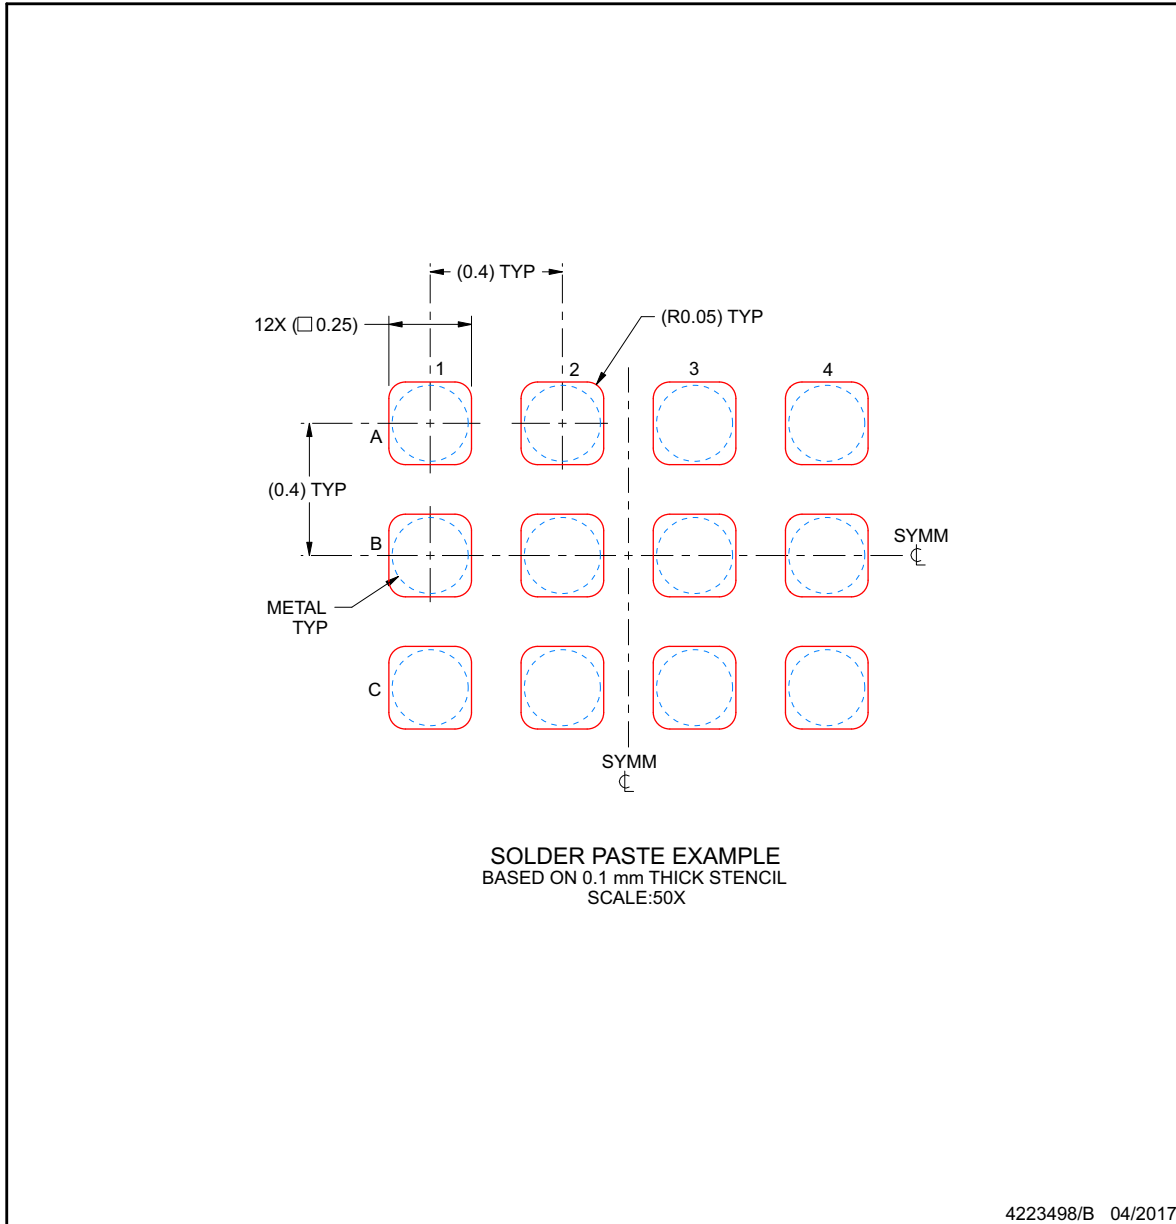 (0.4) TYP
12X (□ 0.25)
(R0.05) TYP
1
2
3
4
A
(0.4) TYP
B
SYMM
℄
METAL
TYP
C
SYMM
℄
SOLDER PASTE EXAMPLE
BASED ON 0.1 mm THICK STENCIL
SCALE:50X
4223498/B 04/2017